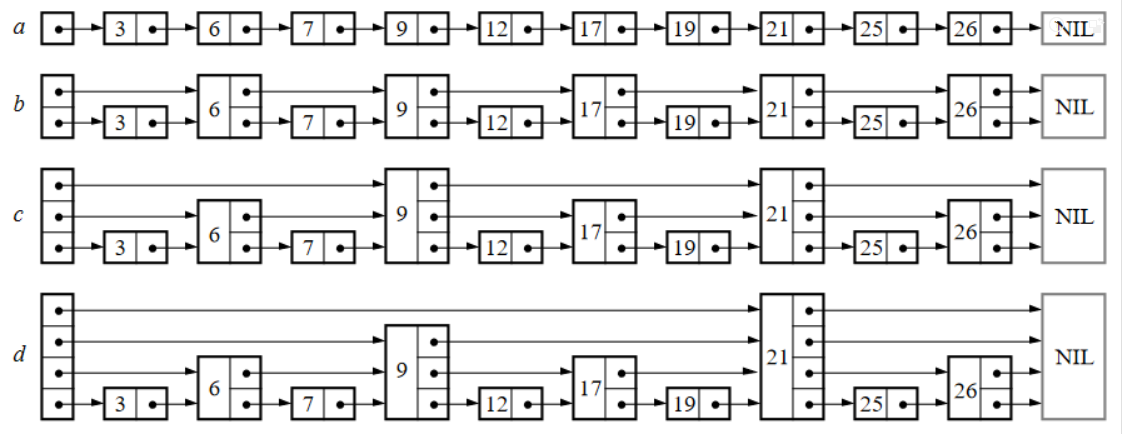 a 3 6 7 9 12 17 19 21 25 26 NIL
b 3 6 7 9 12 17 19 21 25 26 NIL
c 3 6 7 9 12 17 19 21 25 26 NIL
d 3 6 7 9 12 17 19 21 25 26 NIL